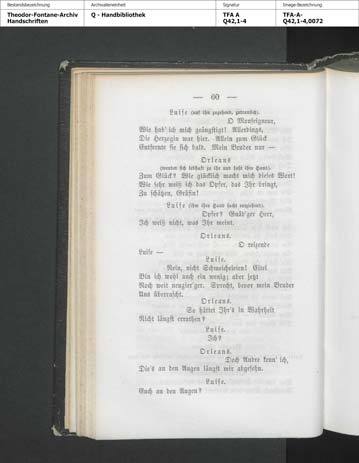 Bestandsbezeichnung
Theodor-Fontane-Archiv
Handschriften
Archivalieneinheit
Q - Handbibliothek
Signatur
TFA A
Q42,1-4
Image-Bezeichnung
TFA-A-
Q42,1-4,0072
— 60 —
Luise (auf ihn zugehend, zutraulich).
O Monseigneur,
Wie hab' ich mich geängstigt! Allerdings,
Die Herzogin war hier. Allein zum Glück
Entfernte sie sich bald. Mein Bruder nur —
Orleans
(wendet sich lebhaft zu ihr und faßt ihre Hand).
Zum Glück? Wie glücklich macht mich dieses Wort!
Wie sehr weiß ich das Opfer, das Ihr bringt,
Zu schätzen, Gräfin!
Luise (ihm ihre Hand sacht entziehend).
Opfer? Gnäd'ger Herr,
Ich weiß nicht, was Ihr meint.
Orleans.
O reizende
Luise —
Luise.
Nein, nicht Schmeicheleien! Eitel
Bin ich wohl auch ein wenig; aber jetzt
Noch weit neugier'ger. Sprecht, bevor mein Bruder
Uns überrascht.
Orleans.
So hättet Ihr's in Wahrheit
Nicht längst errathen?
Luise.
Ich?
Orleans.
Doch Andre kenn' ich,
Die's an den Augen längst mir abgesehn.
Luise.
Euch an den Augen?